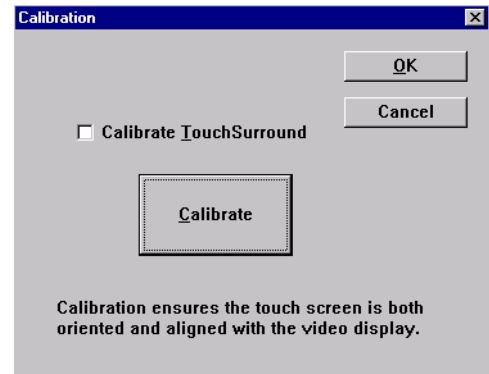 Calibration
OK
Cancel
Calibrate TouchSurround
Calibrate
Calibration ensures the touch screen is both
oriented and aligned with the video display.